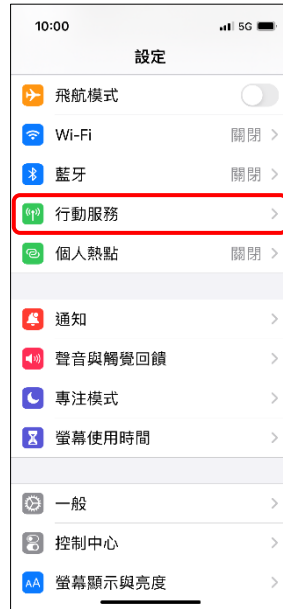 10:00 5G
設定
飛航模式
Wi-Fi 關閉
藍牙 關閉
行動服務
個人熱點 關閉
通知
聲音與觸覺回饋
專注模式
螢幕使用時間
一般
控制中心
AA 螢幕顯示與亮度